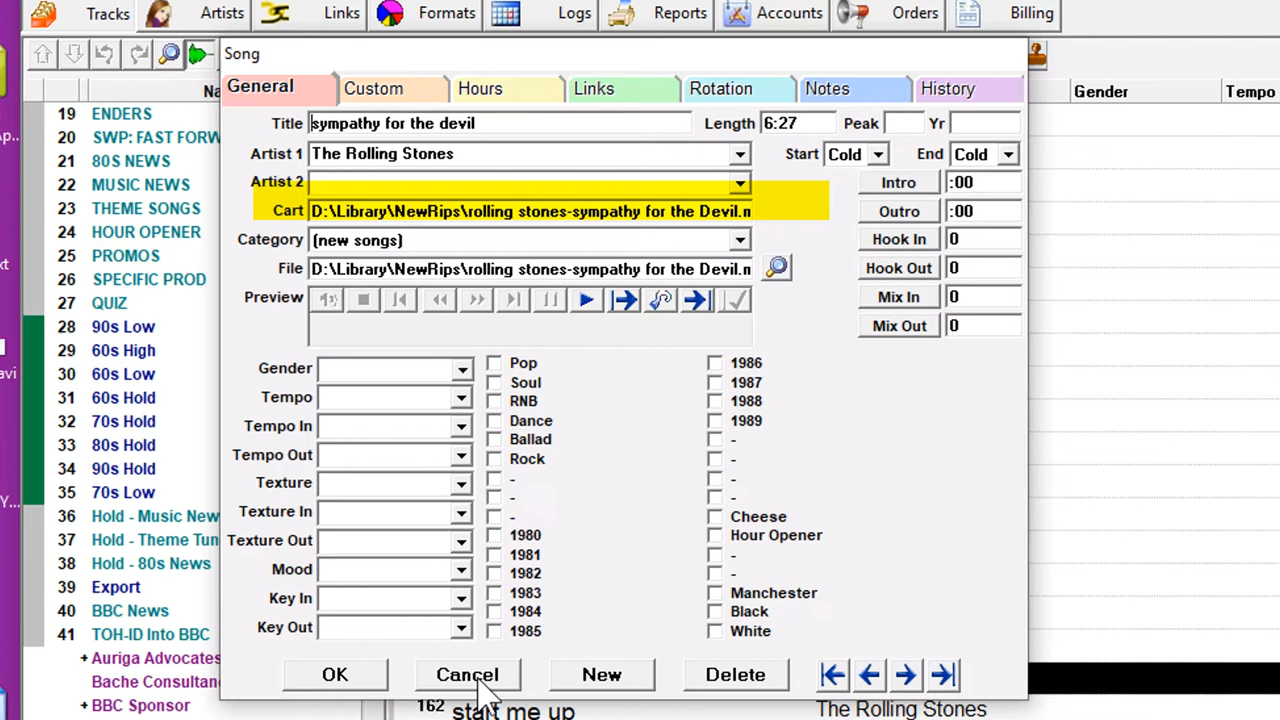 Tracks Artists Links Formats Logs Reports Accounts Orders Billing
Song
Na
Gender Tempo
General Custom Hours Links Rotation Notes History
Title sympathy for the devil Length 6:27 Peak Yr
Artist 1 The Rolling Stones Start Cold End Cold
Artist 2 Intro :00
Cart D:\Library\NewRips\rolling stones-sympathy for the Devil.m Outro :00
Category (new songs) Hook In 0
File D:\Library\NewRips\rolling stones-sympathy for the Devil.m Hook Out 0
Preview Mix In 0
Mix Out 0
Gender Pop 1986
Soul 1987
Tempo RNB 1988
Tempo In Dance 1989
Ballad -
Tempo Out Rock -
Texture - -
- -
Texture In - Cheese
Texture Out 1980 Hour Opener
1981 -
Mood 1982 -
Key In 1983 Manchester
1984 Black
Key Out 1985 White
OK Cancel New Delete
19 ENDERS
20 SWP: FAST FORW
21 80S NEWS
22 MUSIC NEWS
23 THEME SONGS
24 HOUR OPENER
25 PROMOS
26 SPECIFIC PROD
27 QUIZ
28 90s Low
29 60s High
30 60s Low
31 60s Hold
32 70s Hold
33 80s Hold
34 90s Hold
35 70s Low
36 Hold - Music New
37 Hold - Theme Tun
38 Hold - 80s News
39 Export
40 BBC News
41 TOH-ID Into BBC
+ Auriga Advocates
Bache Consultan
+ BBC Sponsor
162 start me up The Rolling Stones